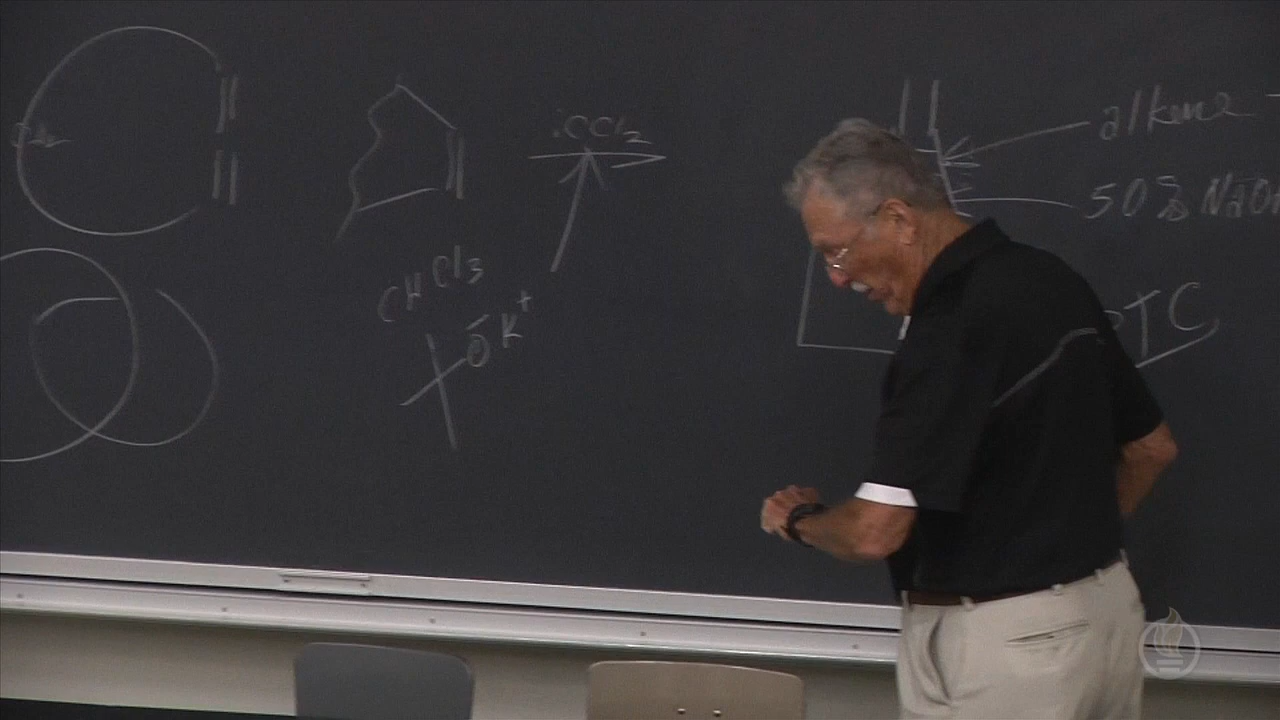 :CCl2
alkene
50% NaOH
CHCl3
ŌK+
PTC